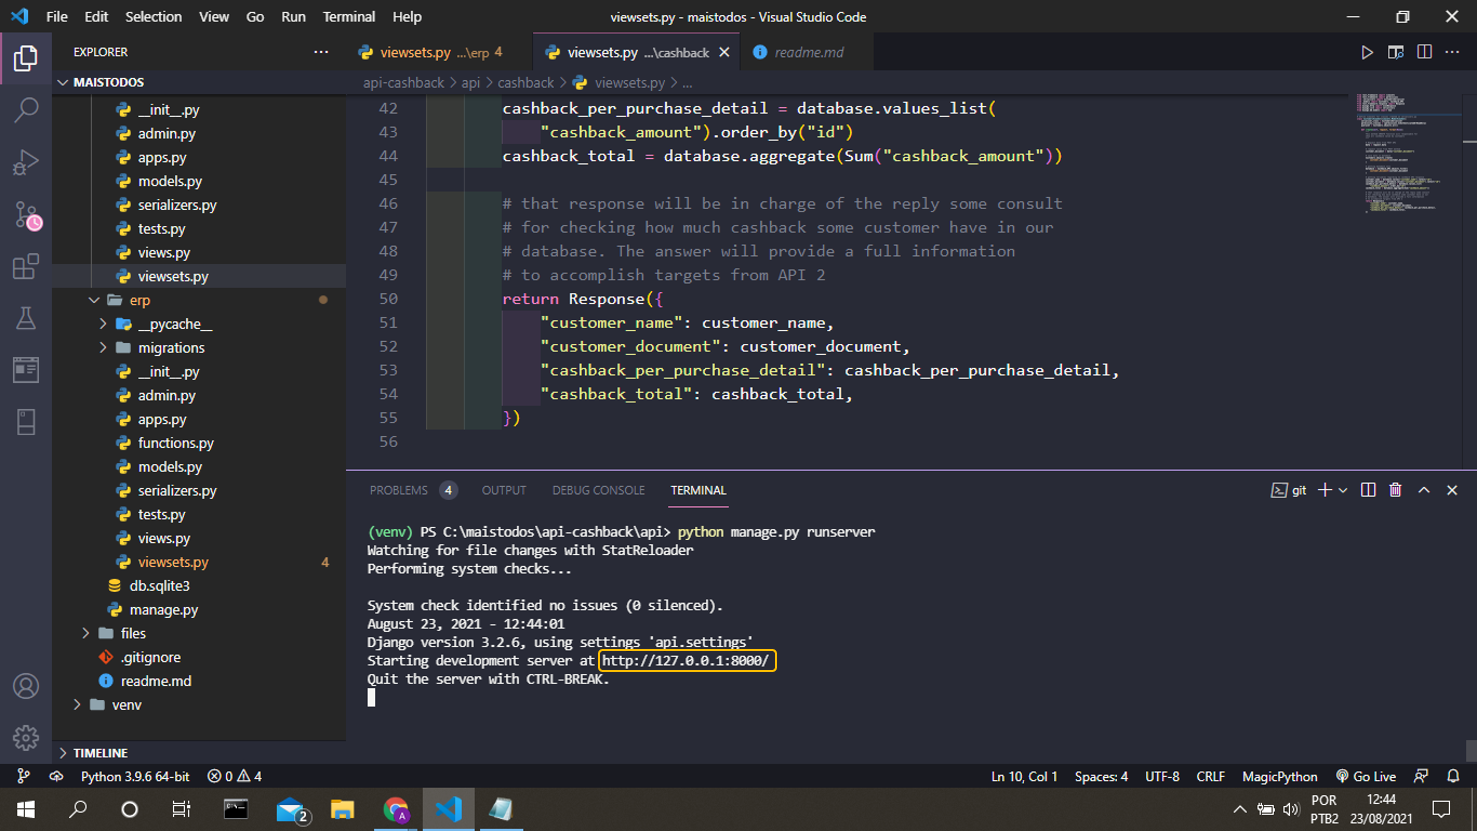 File Edit Selection View Go Run Terminal Help
viewsets.py - maistodos - Visual Studio Code
EXPLORER
viewsets.py ...\erp 4
viewsets.py ...\cashback
readme.md
MAISTODOS
api-cashback > api > cashback > viewsets.py > ...
__init__.py
admin.py
apps.py
models.py
serializers.py
tests.py
views.py
viewsets.py
erp
__pycache__
migrations
__init__.py
admin.py
apps.py
functions.py
models.py
serializers.py
tests.py
views.py
viewsets.py 4
db.sqlite3
manage.py
files
.gitignore
readme.md
venv
TIMELINE
42 cashback_per_purchase_detail = database.values_list(
43 "cashback_amount").order_by("id")
44 cashback_total = database.aggregate(Sum("cashback_amount"))
45
46 # that response will be in charge of the reply some consult
47 # for checking how much cashback some customer have in our
48 # database. The answer will provide a full information
49 # to accomplish targets from API 2
50 return Response({
51 "customer_name": customer_name,
52 "customer_document": customer_document,
53 "cashback_per_purchase_detail": cashback_per_purchase_detail,
54 "cashback_total": cashback_total,
55 })
56
PROBLEMS 4 OUTPUT DEBUG CONSOLE TERMINAL
git
(venv) PS C:\maistodos\api-cashback\api> python manage.py runserver
Watching for file changes with StatReloader
Performing system checks...
System check identified no issues (0 silenced).
August 23, 2021 - 12:44:01
Django version 3.2.6, using settings 'api.settings'
Starting development server at http://127.0.0.1:8000/
Quit the server with CTRL-BREAK.
Python 3.9.6 64-bit 0 4
Ln 10, Col 1 Spaces: 4 UTF-8 CRLF MagicPython Go Live
2
A
POR
PTB2
12:44
23/08/2021